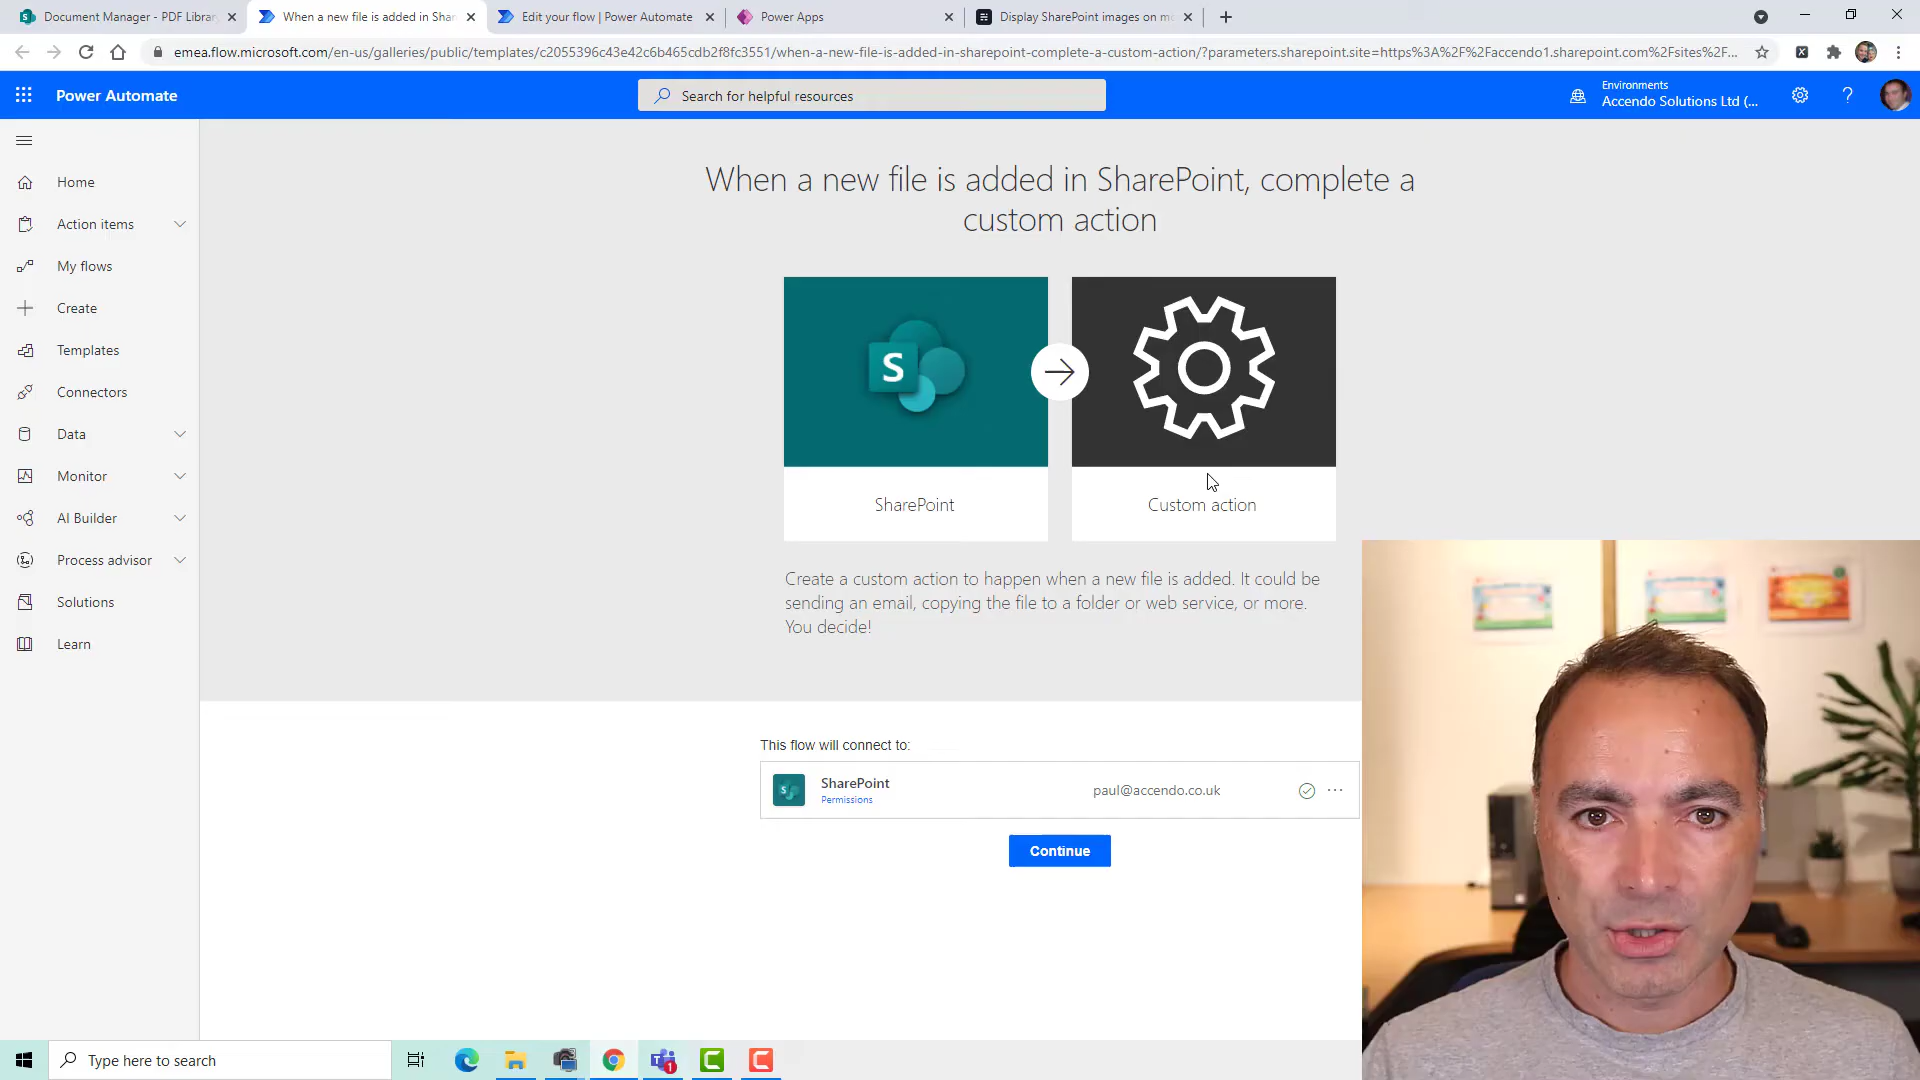 Document Manager - PDF Librar
When a new file is added in Shar
Edit your flow | Power Automate
Power Apps
Display SharePoint images on mo
emea.flow.microsoft.com/en-us/galleries/public/templates/c2055396c43e42c6b465cdb2f8fc3551/when-a-new-file-is-added-in-sharepoint-complete-a-custom-action/?parameters.sharepoint.site=https%3A%2F%2Faccendo1.sharepoint.com%2Fsites%2F...
Power Automate
Search for helpful resources
Environments
Accendo Solutions Ltd (...
Home
Action items
My flows
Create
Templates
Connectors
Data
Monitor
AI Builder
Process advisor
Solutions
Learn
When a new file is added in SharePoint, complete a
custom action
S
SharePoint
Custom action
Create a custom action to happen when a new file is added. It could be
sending an email, copying the file to a folder or web service, or more.
You decide!
This flow will connect to:
SharePoint
Permissions
paul@accendo.co.uk
Continue
Type here to search